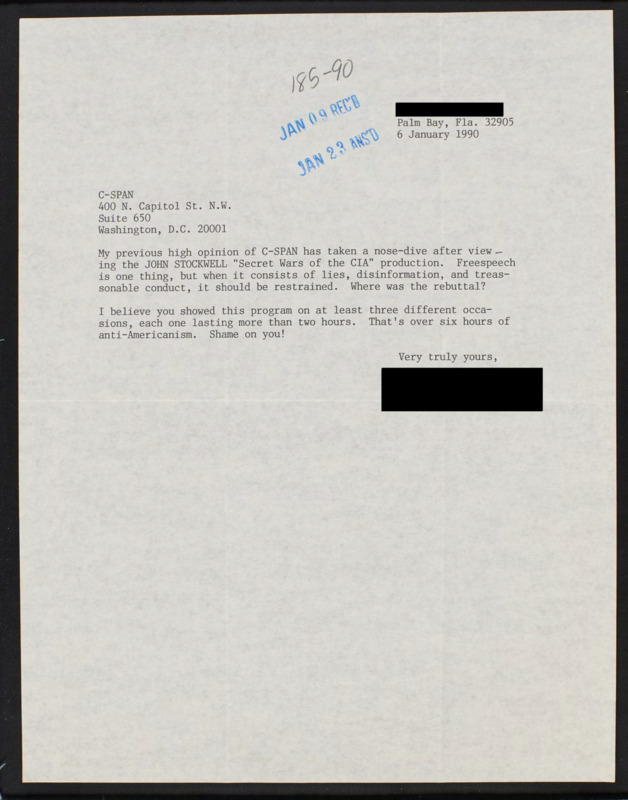 185-90
JAN 09 REC'D
JAN 23 ANS'D
Palm Bay, Fla. 32905
6 January 1990
C-SPAN
400 N. Capitol St. N.W.
Suite 650
Washington, D.C. 20001
My previous high opinion of C-SPAN has taken a nose-dive after view-
ing the JOHN STOCKWELL "Secret Wars of the CIA" production.  Freespeech
is one thing, but when it consists of lies, disinformation, and treas-
sonable conduct, it should be restrained.  Where was the rebuttal?
I believe you showed this program on at least three different occa-
sions, each one lasting more than two hours.  That's over six hours of
anti-Americanism.  Shame on you!
Very truly yours,